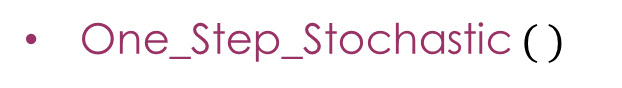 • One_Step_Stochastic ( )